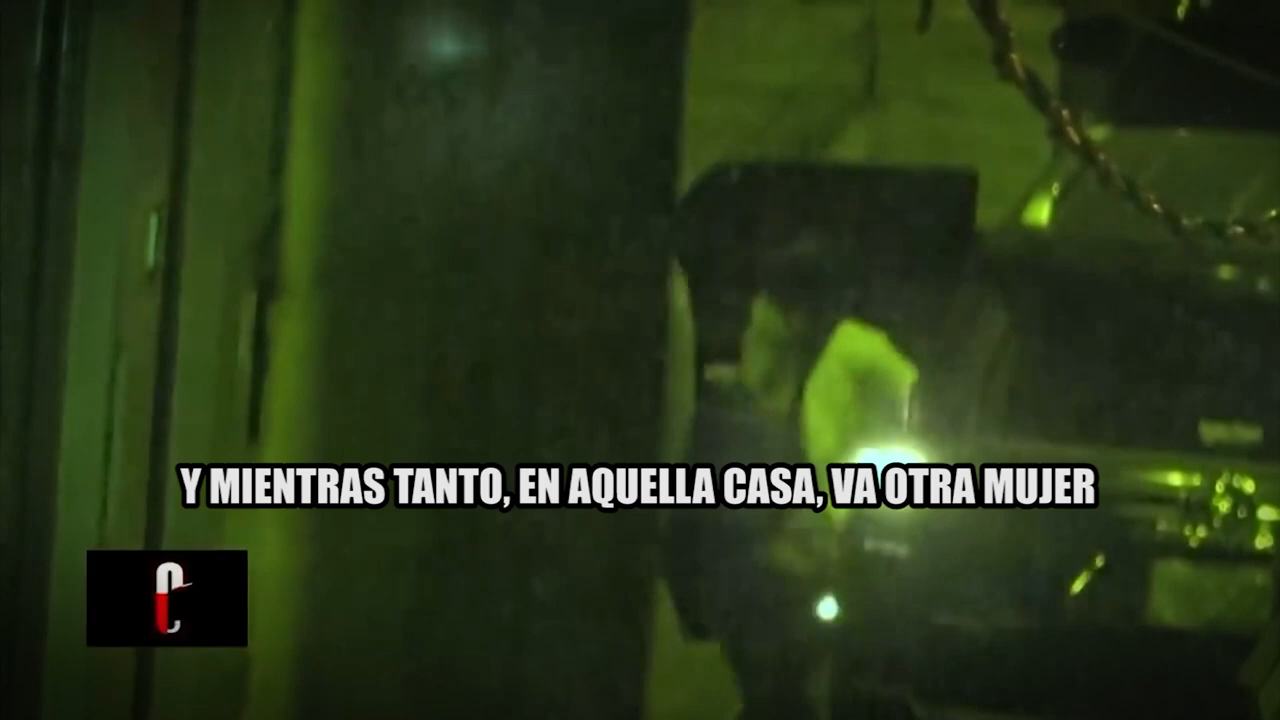 Y MIENTRAS TANTO, EN AQUELLA CASA, VA OTRA MUJER